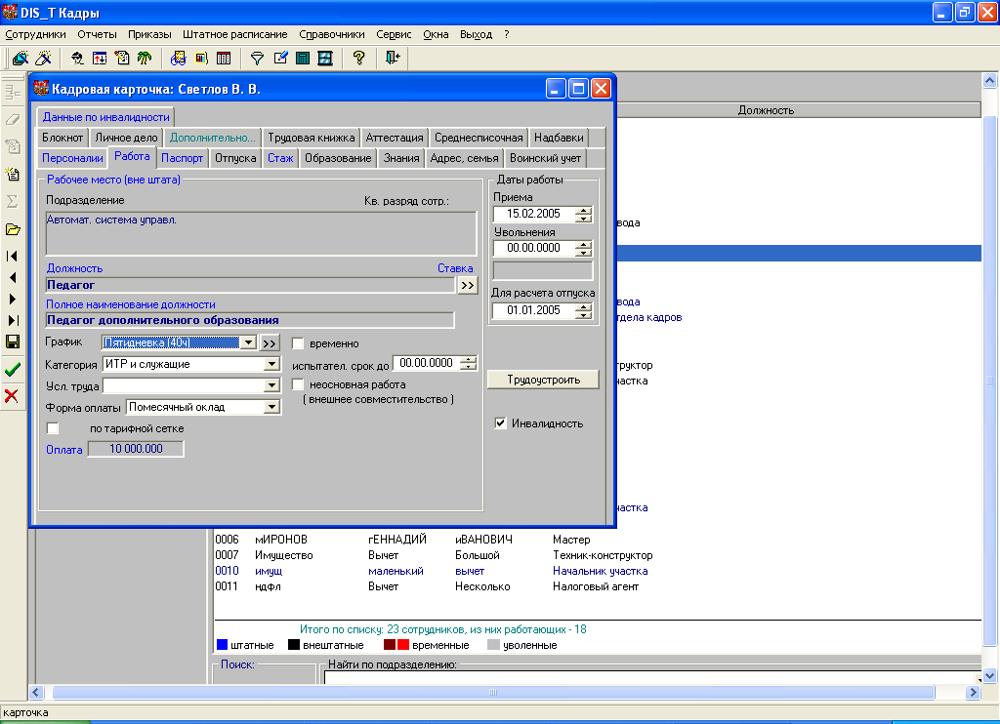 DIS_T Кадры
Сотрудники Отчеты Приказы Штатное расписание Справочники Сервис Окна Выход ?
Кадровая карточка: Светлов В. В.
Данные по инвалидности
Блокнот Личное дело Дополнительно... Трудовая книжка Аттестация Среднесписочная Надбавки
Персоналии Работа Паспорт Отпуска Стаж Образование Знания Адрес, семья Воинский учет
Рабочее место (вне штата)
Подразделение Кв. разряд сотр.:
Автомат. система управл.
Должность Ставка
Педагог >>
Полное наименование должности
Педагог дополнительного образования
График Пятидневка (40ч) >> временно
Категория ИТР и служащие испытател. срок до 00.00.0000
Усл. труда неосновная работа
( внешнее совместительство )
Форма оплаты Помесячный оклад
по тарифной сетке
Оплата 10 000.000
Даты работы
Приема
15.02.2005
Увольнения
00.00.0000
Для расчета отпуска
01.01.2005
Трудоустроить
Инвалидность
Должность
вода
вода
тдела кадров
труктор
частка
частка
0006 мИРОНОВ гЕННАДИЙ иВАНОВИЧ Мастер
0007 Имущество Вычет Большой Техник-конструктор
0010 имущ маленький вычет Начальник участка
0011 ндфл Вычет Несколько Налоговый агент
Итого по списку: 23 сотрудников, из них работающих - 18
штатные внештатные временные уволенные
Поиск: Найти по подразделению:
карточка